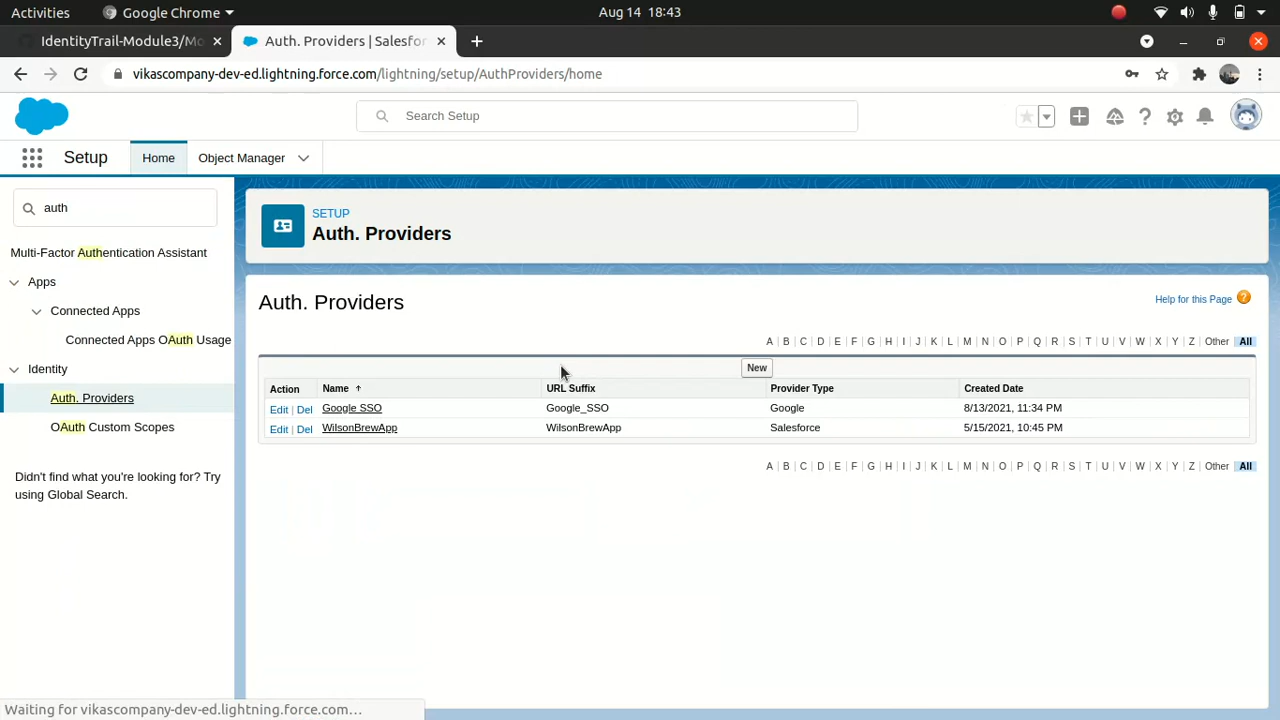 Activities
Google Chrome
Aug 14 18:43
IdentityTrail-Module3/Mo
Auth. Providers | Salesfor
vikascompany-dev-ed.lightning.force.com/lightning/setup/AuthProviders/home
Search Setup
Setup
Home
Object Manager
auth
Multi-Factor Authentication Assistant
Apps
Connected Apps
Connected Apps OAuth Usage
Identity
Auth. Providers
OAuth Custom Scopes
Didn't find what you're looking for? Try
using Global Search.
SETUP
Auth. Providers
Auth. Providers
Help for this Page
A | B | C | D | E | F | G | H | I | J | K | L | M | N | O | P | Q | R | S | T | U | V | W | X | Y | Z | Other | All
New
Action Name URL Suffix Provider Type Created Date
Edit | Del Google SSO Google_SSO Google 8/13/2021, 11:34 PM
Edit | Del WilsonBrewApp WilsonBrewApp Salesforce 5/15/2021, 10:45 PM
A | B | C | D | E | F | G | H | I | J | K | L | M | N | O | P | Q | R | S | T | U | V | W | X | Y | Z | Other | All
Waiting for vikascompany-dev-ed.lightning.force.com...